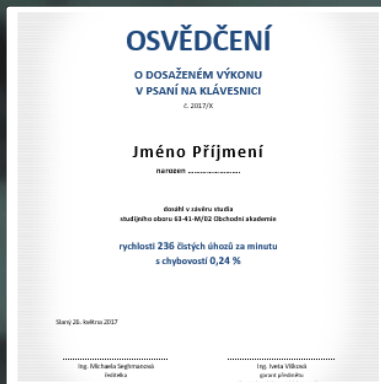 OSVĚDČENÍ
O DOSAŽENÉM VÝKONU
V PSANÍ NA KLÁVESNICI
č. 2017/X
Jméno Příjmení
narozen ........................
dosáhl v závěru studia
studijního oboru 63-41-M/02 Obchodní akademie
rychlosti 236 čistých úhozů za minutu
s chybovostí 0,24 %
Slaný 26. května 2017
Ing. Michaela Seghmanová
ředitelka
Ing. Iveta Vlšková
garant předmětu